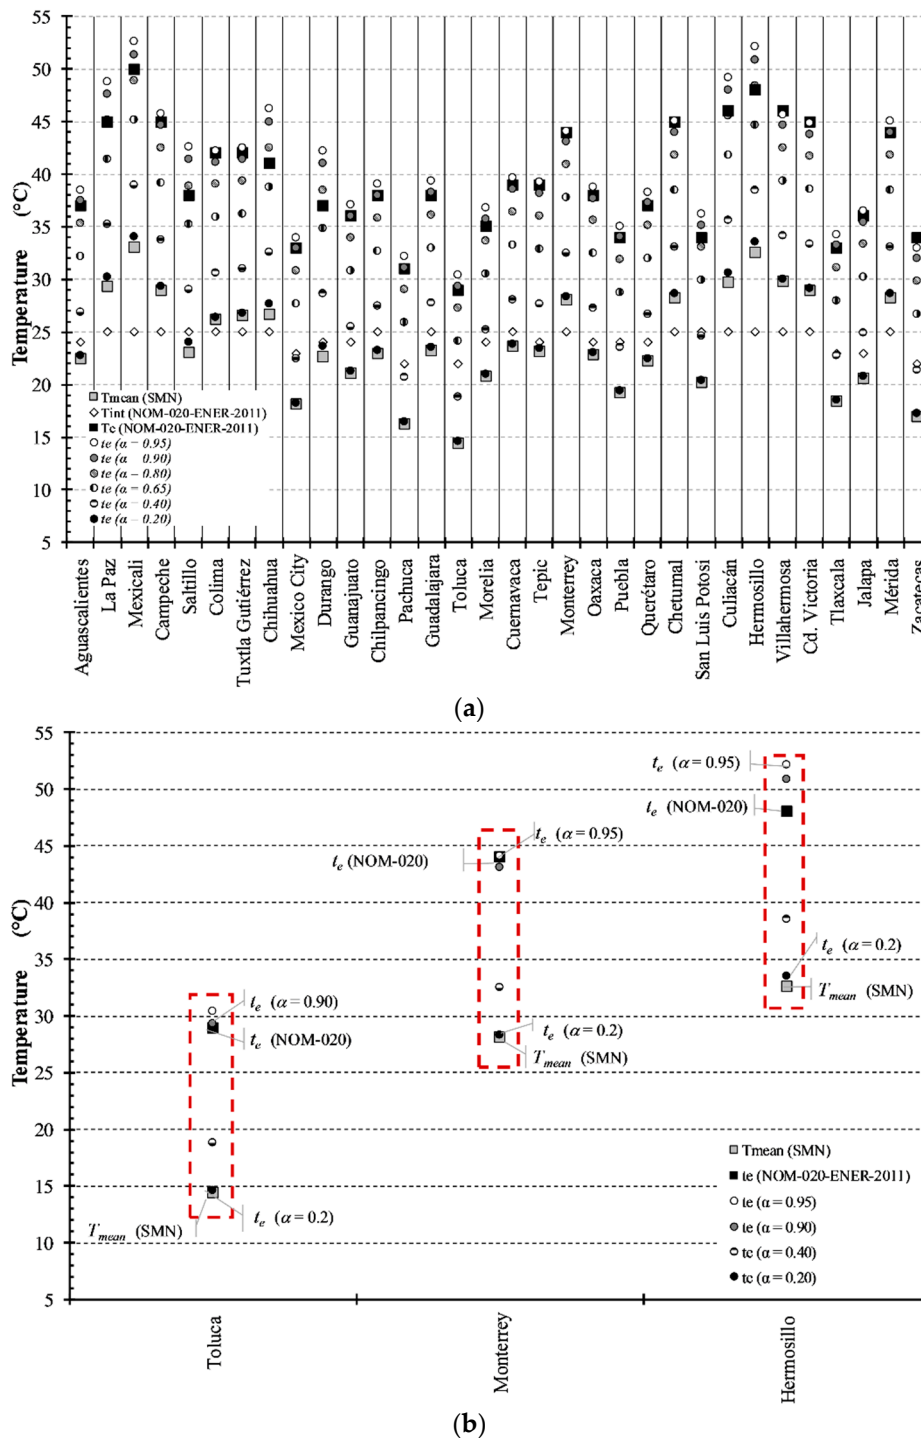 55
50
45
40
35
30
25
20
15
10
5
Temperature (°C)
Tmean (SMN)
Tint (NOM-020-ENER-2011)
Te (NOM-020-ENER-2011)
te (α = 0.95)
te (α = 0.90)
te (α = 0.80)
te (α = 0.65)
te (α = 0.40)
te (α = 0.20)
Aguascalientes
La Paz
Mexicali
Campeche
Saltillo
Colima
Tuxtla Gutiérrez
Chihuahua
Mexico City
Durango
Guanajuato
Chilpancingo
Pachuca
Guadalajara
Toluca
Morelia
Cuernavaca
Tepic
Monterrey
Oaxaca
Puebla
Querétaro
Chetumal
San Luis Potosí
Culiacán
Hermosillo
Villahermosa
Cd. Victoria
Tlaxcala
Jalapa
Mérida
Zacatecas
(a)
55
50
45
40
35
30
25
20
15
10
5
Temperature (°C)
te (α = 0.95)
te (NOM-020)
te (α = 0.95)
te (NOM-020)
te (α = 0.2)
Tmean (SMN)
te (α = 0.90)
te (NOM-020)
te (α = 0.2)
Tmean (SMN)
te (α = 0.2)
Tmean (SMN)
Tmean (SMN)
te (NOM-020-ENER-2011)
te (α = 0.95)
te (α = 0.90)
te (α = 0.40)
te (α = 0.20)
Toluca
Monterrey
Hermosillo
(b)